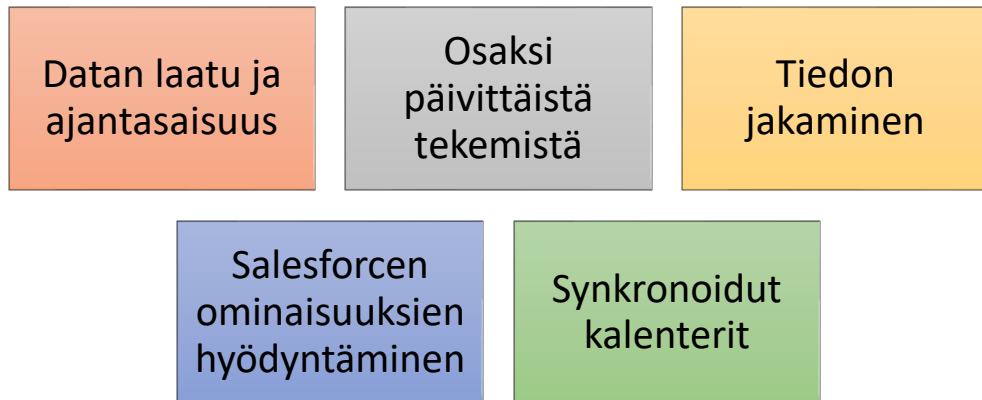 Datan laatu ja
ajantasaisuus
Osaksi
päivittäistä
tekemistä
Tiedon
jakaminen
Salesforcen
ominaisuuksien
hyödyntäminen
Synkronoidut
kalenterit